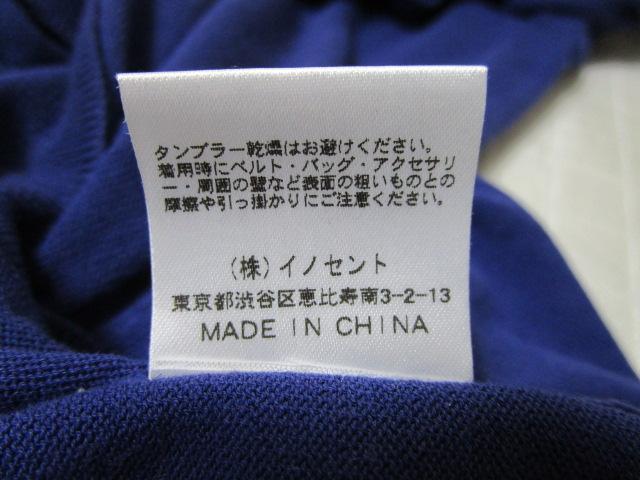 タンブラー乾燥はお避けください。
着用時にベルト・バッグ・アクセサリ
ー・周囲の壁など表面の粗いものとの
摩擦や引っ掛かりにご注意ください。
(株)イノセント
東京都渋谷区恵比寿南3-2-13
MADE IN CHINA